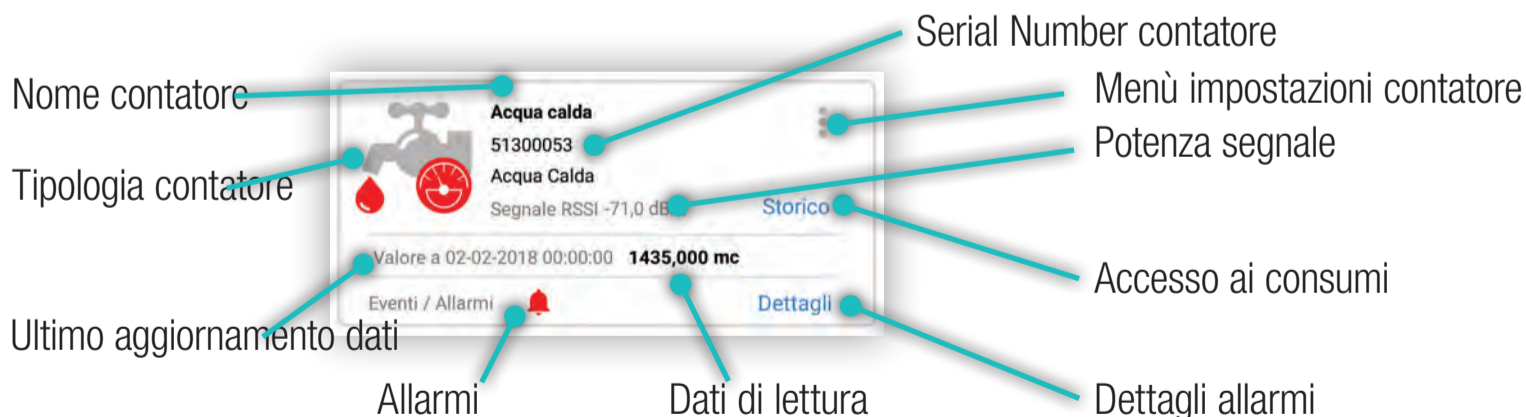 Serial Number contatore
Nome contatore
Menù impostazioni contatore
Acqua calda
51300053
Potenza segnale
Acqua Calda
Tipologia contatore
Segnale RSSI -71,0
Storico
Valore a 02-02-2018 00:00:00 1435,000 mc
Accesso ai consumi
Eventi / Allarmi
Dettagli
Ultimo aggiornamento dati
Allarmi
Dati di lettura
Dettagli allarmi